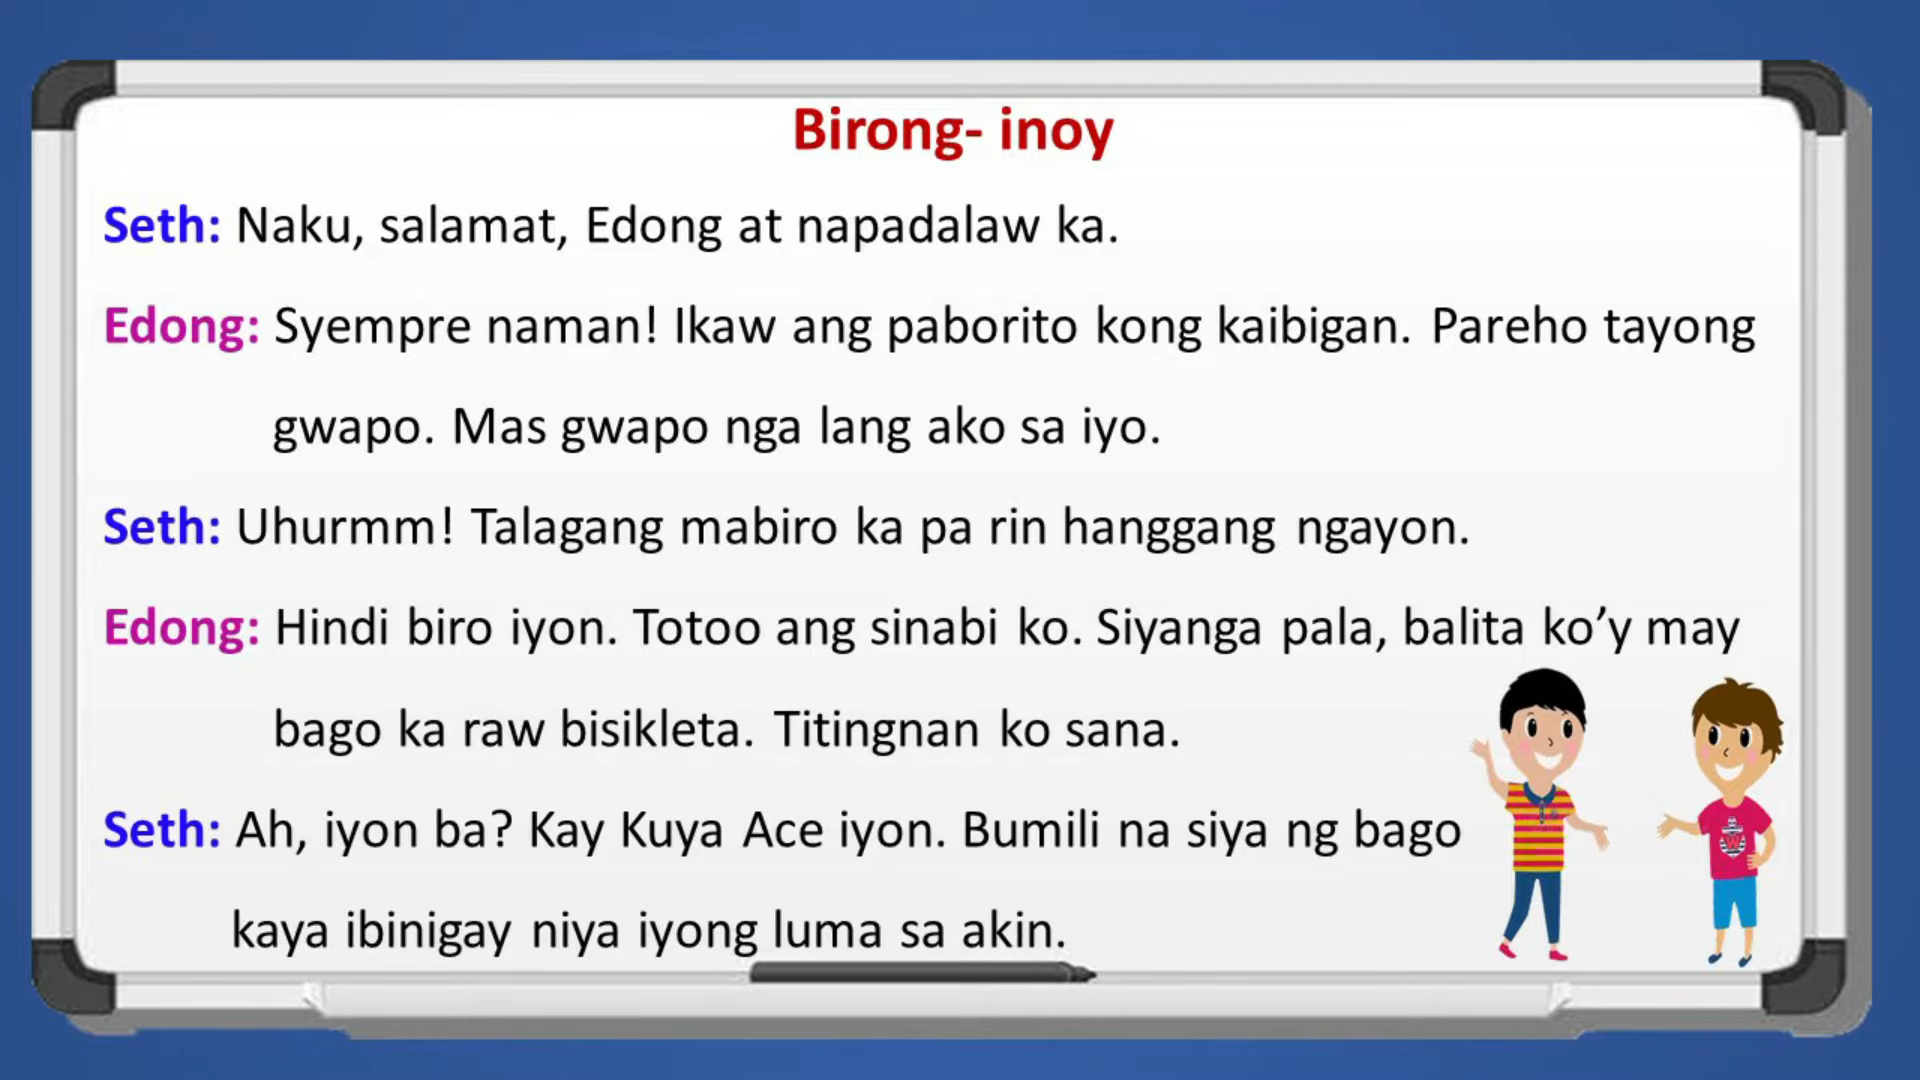 Birong- inoy
Seth: Naku, salamat, Edong at napadalaw ka.
Edong: Syempre naman! Ikaw ang paborito kong kaibigan. Pareho tayong
gwapo. Mas gwapo nga lang ako sa iyo.
Seth: Uhurmm! Talagang mabiro ka pa rin hanggang ngayon.
Edong: Hindi biro iyon. Totoo ang sinabi ko. Siyanga pala, balita ko’y may
bago ka raw bisikleta. Titingnan ko sana.
Seth: Ah, iyon ba? Kay Kuya Ace iyon. Bumili na siya ng bago
kaya ibinigay niya iyong luma sa akin.
W